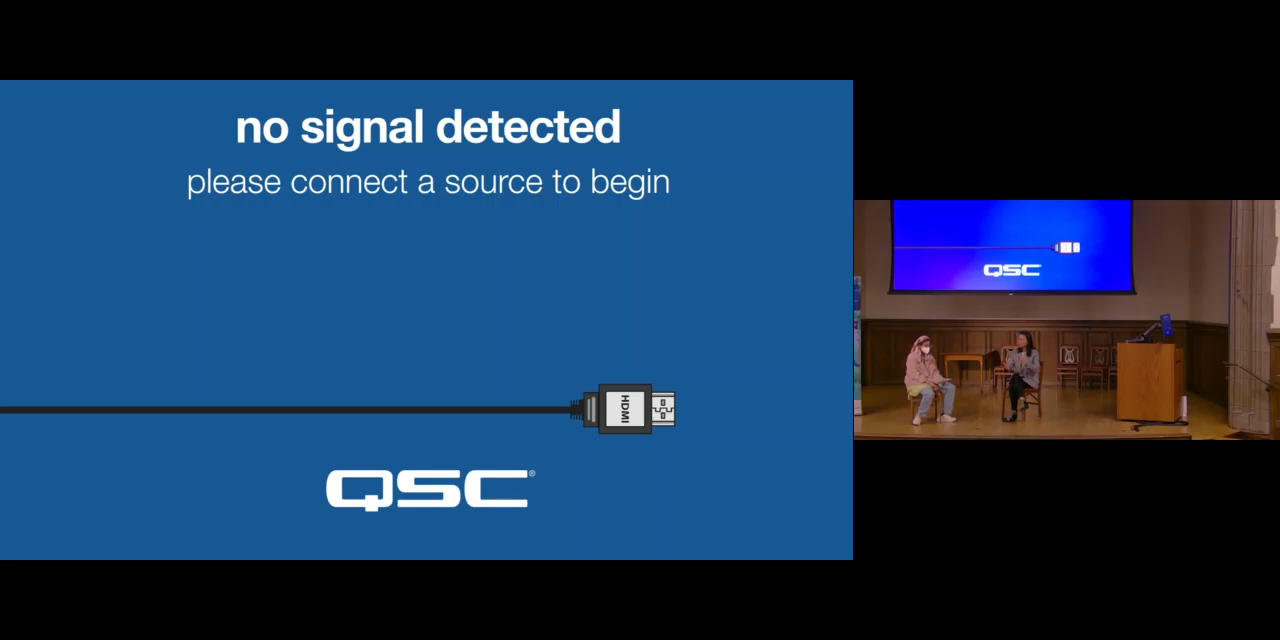 no signal detected
please connect a source to begin
HDMI
QSC®
QSC